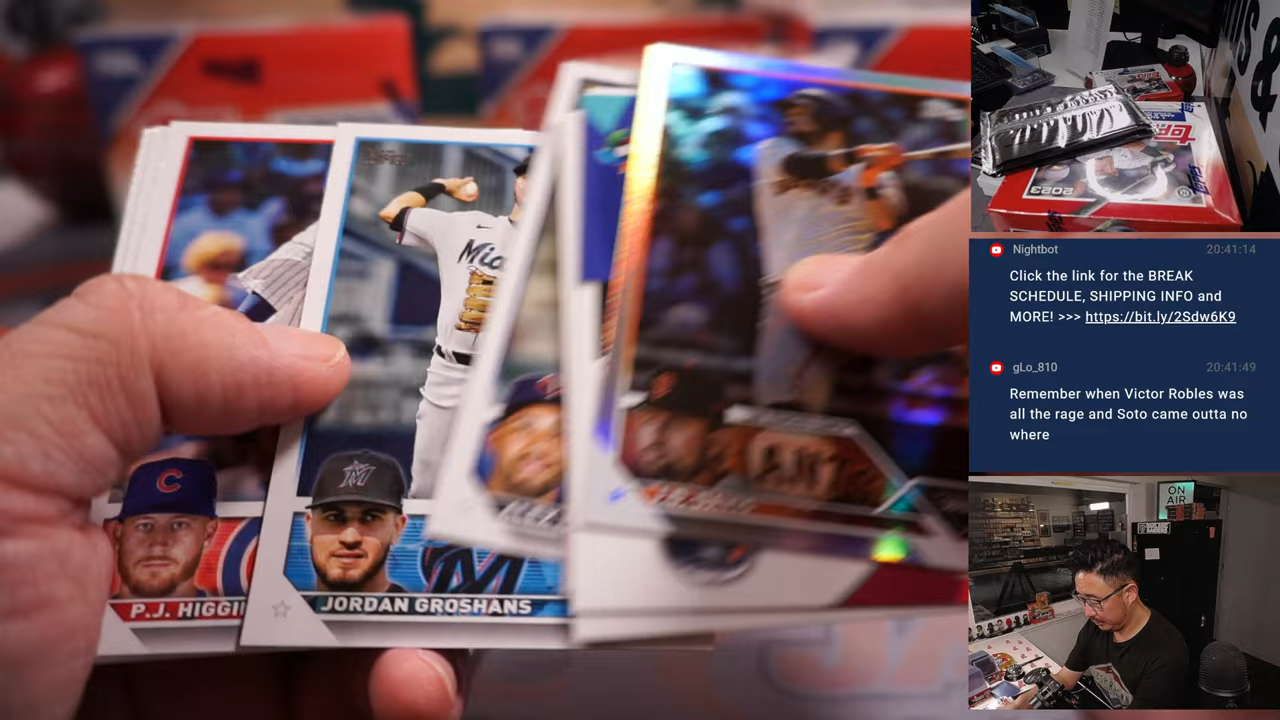 Mia
C
P.J. HIGGI
JORDAN GROSHANS
2023
Nightbot 20:41:14
Click the link for the BREAK
SCHEDULE, SHIPPING INFO and
MORE! >>> https://bit.ly/2Sdw6K9
gLo_810 20:41:49
Remember when Victor Robles was
all the rage and Soto came outta no
where
ON
AIR